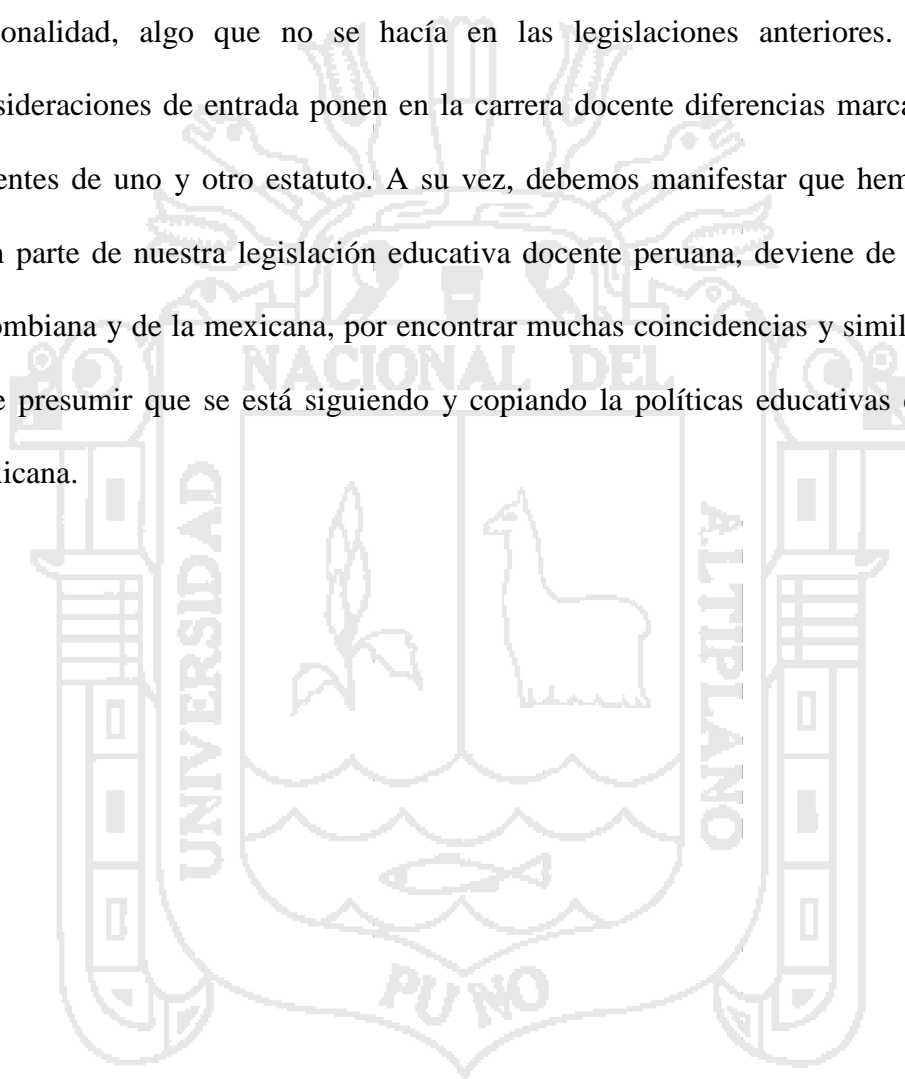 onalidad, algo que no se hacía en las legislaciones anteriores.
sideraciones de entrada ponen en la carrera docente diferencias marca
entes de uno y otro estatuto. A su vez, debemos manifestar que hem
parte de nuestra legislación educativa docente peruana, deviene de
ombiana y de la mexicana, por encontrar muchas coincidencias y simil
e presumir que se está siguiendo y copiando la políticas educativas
icana.
NACIONAL DEL
UNIVERSIDAD
ALTIPLANO
PUNO